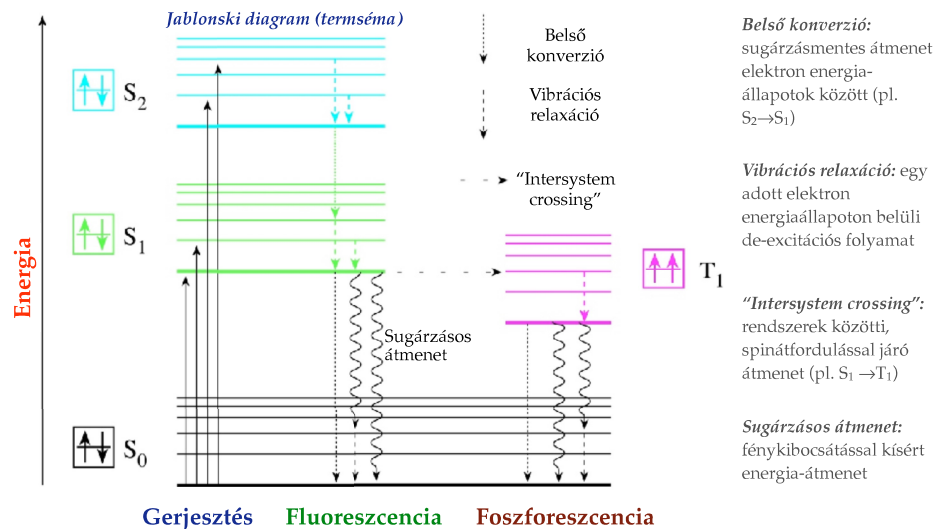 Jablonski diagram (termséma)
Energia
S2
S1
S0
T1
Belső
konverzió
Vibrációs
relaxáció
“Intersystem
crossing”
Sugárzásos
átmenet
Gerjesztés
Fluoreszcencia
Foszforeszcencia
Belső konverzió:
sugárzásmentes átmenet
elektron energia-
állapotok között (pl.
S2→S1)
Vibrációs relaxáció: egy
adott elektron
energiaállapoton belüli
de-excitációs folyamat
“Intersystem crossing”:
rendszerek közötti,
spinátfordulással járó
átmenet (pl. S1 →T1)
Sugárzásos átmenet:
fénykibocsátással kísért
energia-átmenet